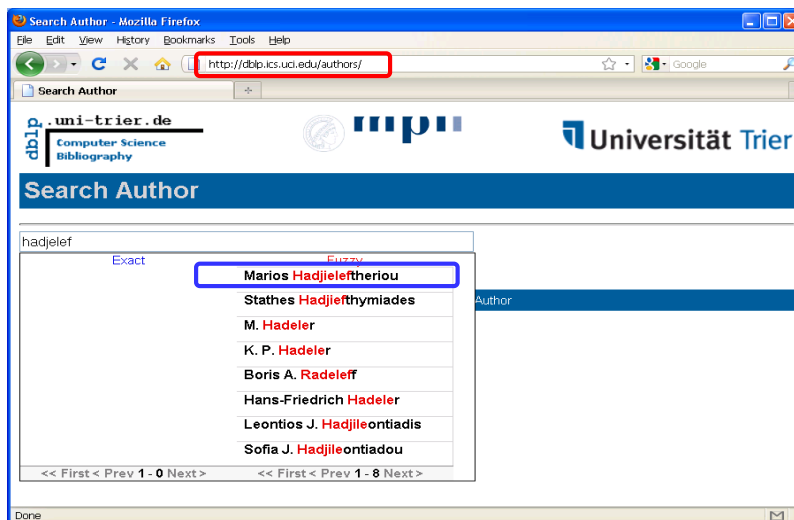 Search Author - Mozilla Firefox
File Edit View History Bookmarks Tools Help
http://dblp.ics.uci.edu/authors/
Google
Search Author
dblp
.uni-trier.de
Computer Science
Bibliography
mpii
Universität Trier
Search Author
hadjelef
Exact Fuzzy
Marios Hadjieleftheriou
Stathes Hadjiefthymiades
Author
M. Hadeler
K. P. Hadeler
Boris A. Radeleff
Hans-Friedrich Hadeler
Leontios J. Hadjileontiadis
Sofia J. Hadjileontiadou
<< First < Prev 1 - 0 Next > << First < Prev 1 - 8 Next >
Done